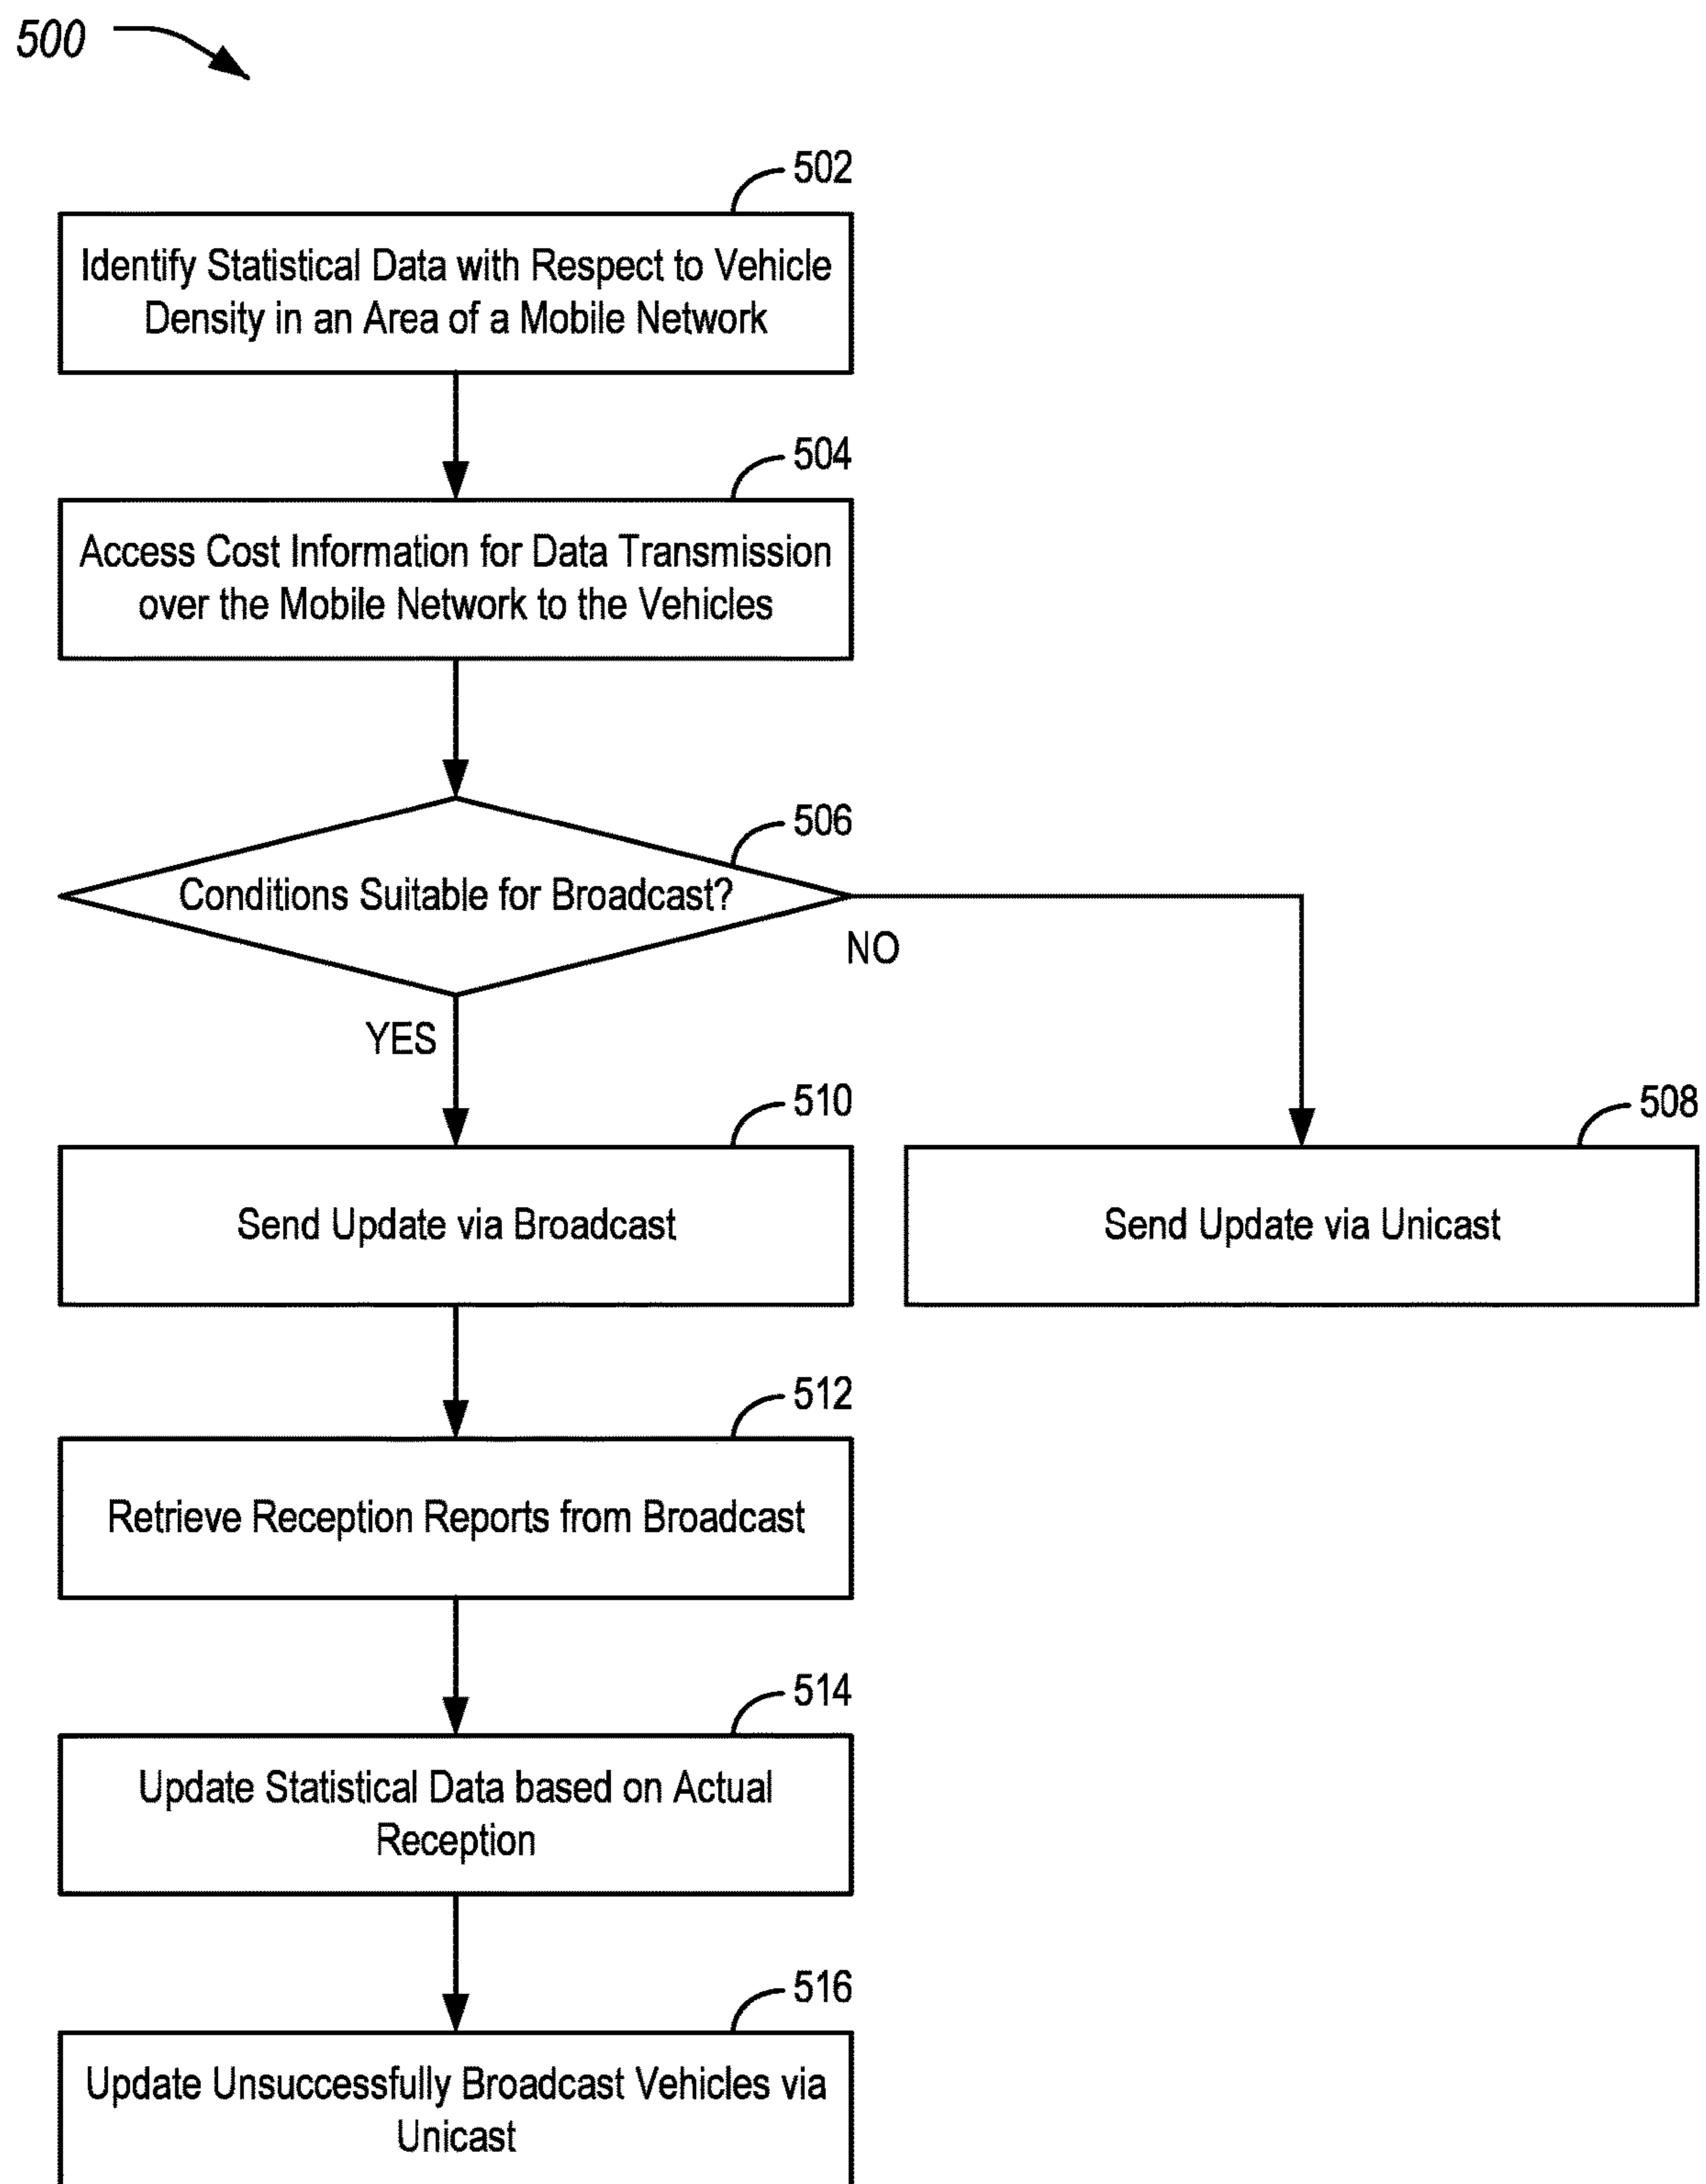 500
502
Identify Statistical Data with Respect to Vehicle
Density in an Area of a Mobile Network
504
Access Cost Information for Data Transmission
over the Mobile Network to the Vehicles
506
Conditions Suitable for Broadcast?
NO
YES
510
508
Send Update via Broadcast
Send Update via Unicast
512
Retrieve Reception Reports from Broadcast
514
Update Statistical Data based on Actual
Reception
516
Update Unsuccessfully Broadcast Vehicles via
Unicast